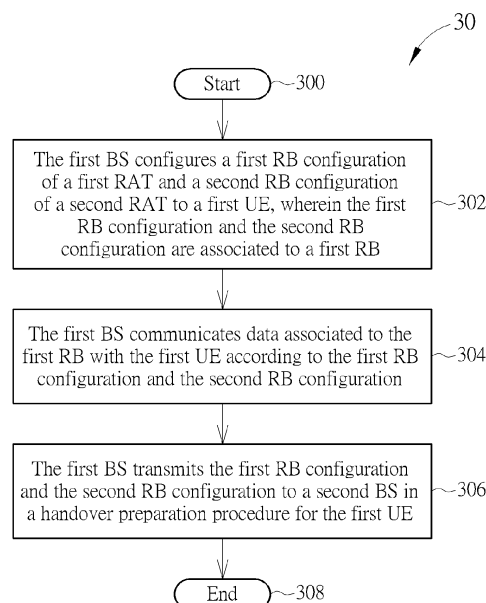 30
Start
300
The first BS configures a first RB configuration
of a first RAT and a second RB configuration
of a second RAT to a first UE, wherein the first
RB configuration and the second RB
configuration are associated to a first RB
302
The first BS communicates data associated to the
first RB with the first UE according to the first RB
configuration and the second RB configuration
304
The first BS transmits the first RB configuration
and the second RB configuration to a second BS in
a handover preparation procedure for the first UE
306
End
308